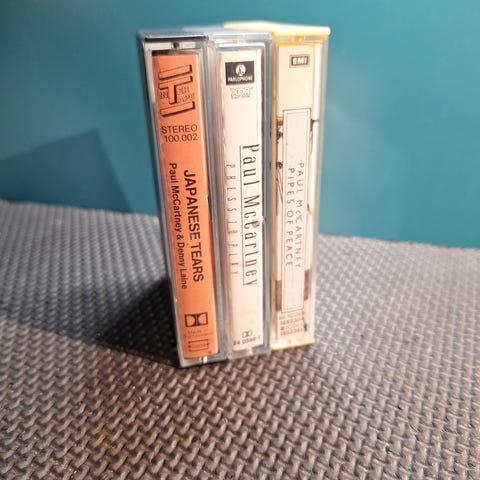 STEREO
100.002
JAPANESE TEARS
Paul McCartney & Denny Laine
PARLOPHONE
XDR
Paul McCartney
PRESS TO PLAY
EMI
PAUL McCARTNEY
PIPES OF PEACE